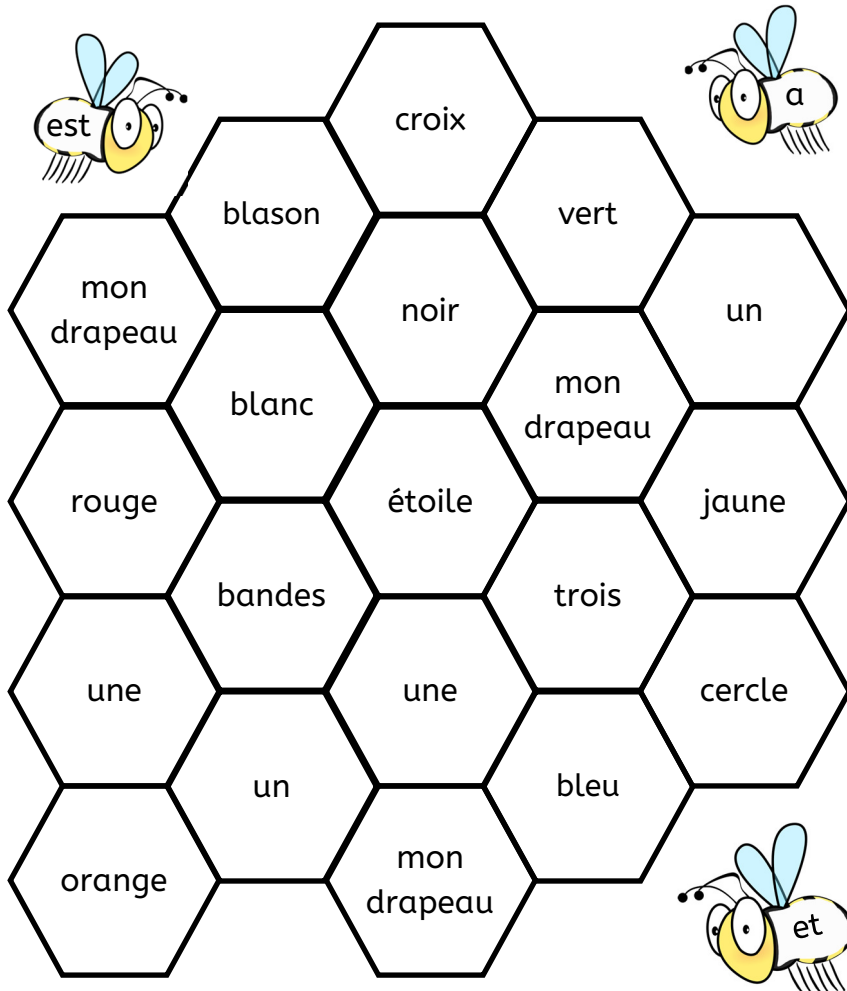 croix
est
a
blason
vert
mon
drapeau
noir
un
blanc
mon
drapeau
rouge
étoile
jaune
bandes
trois
une
une
cercle
un
bleu
orange
mon
drapeau
et